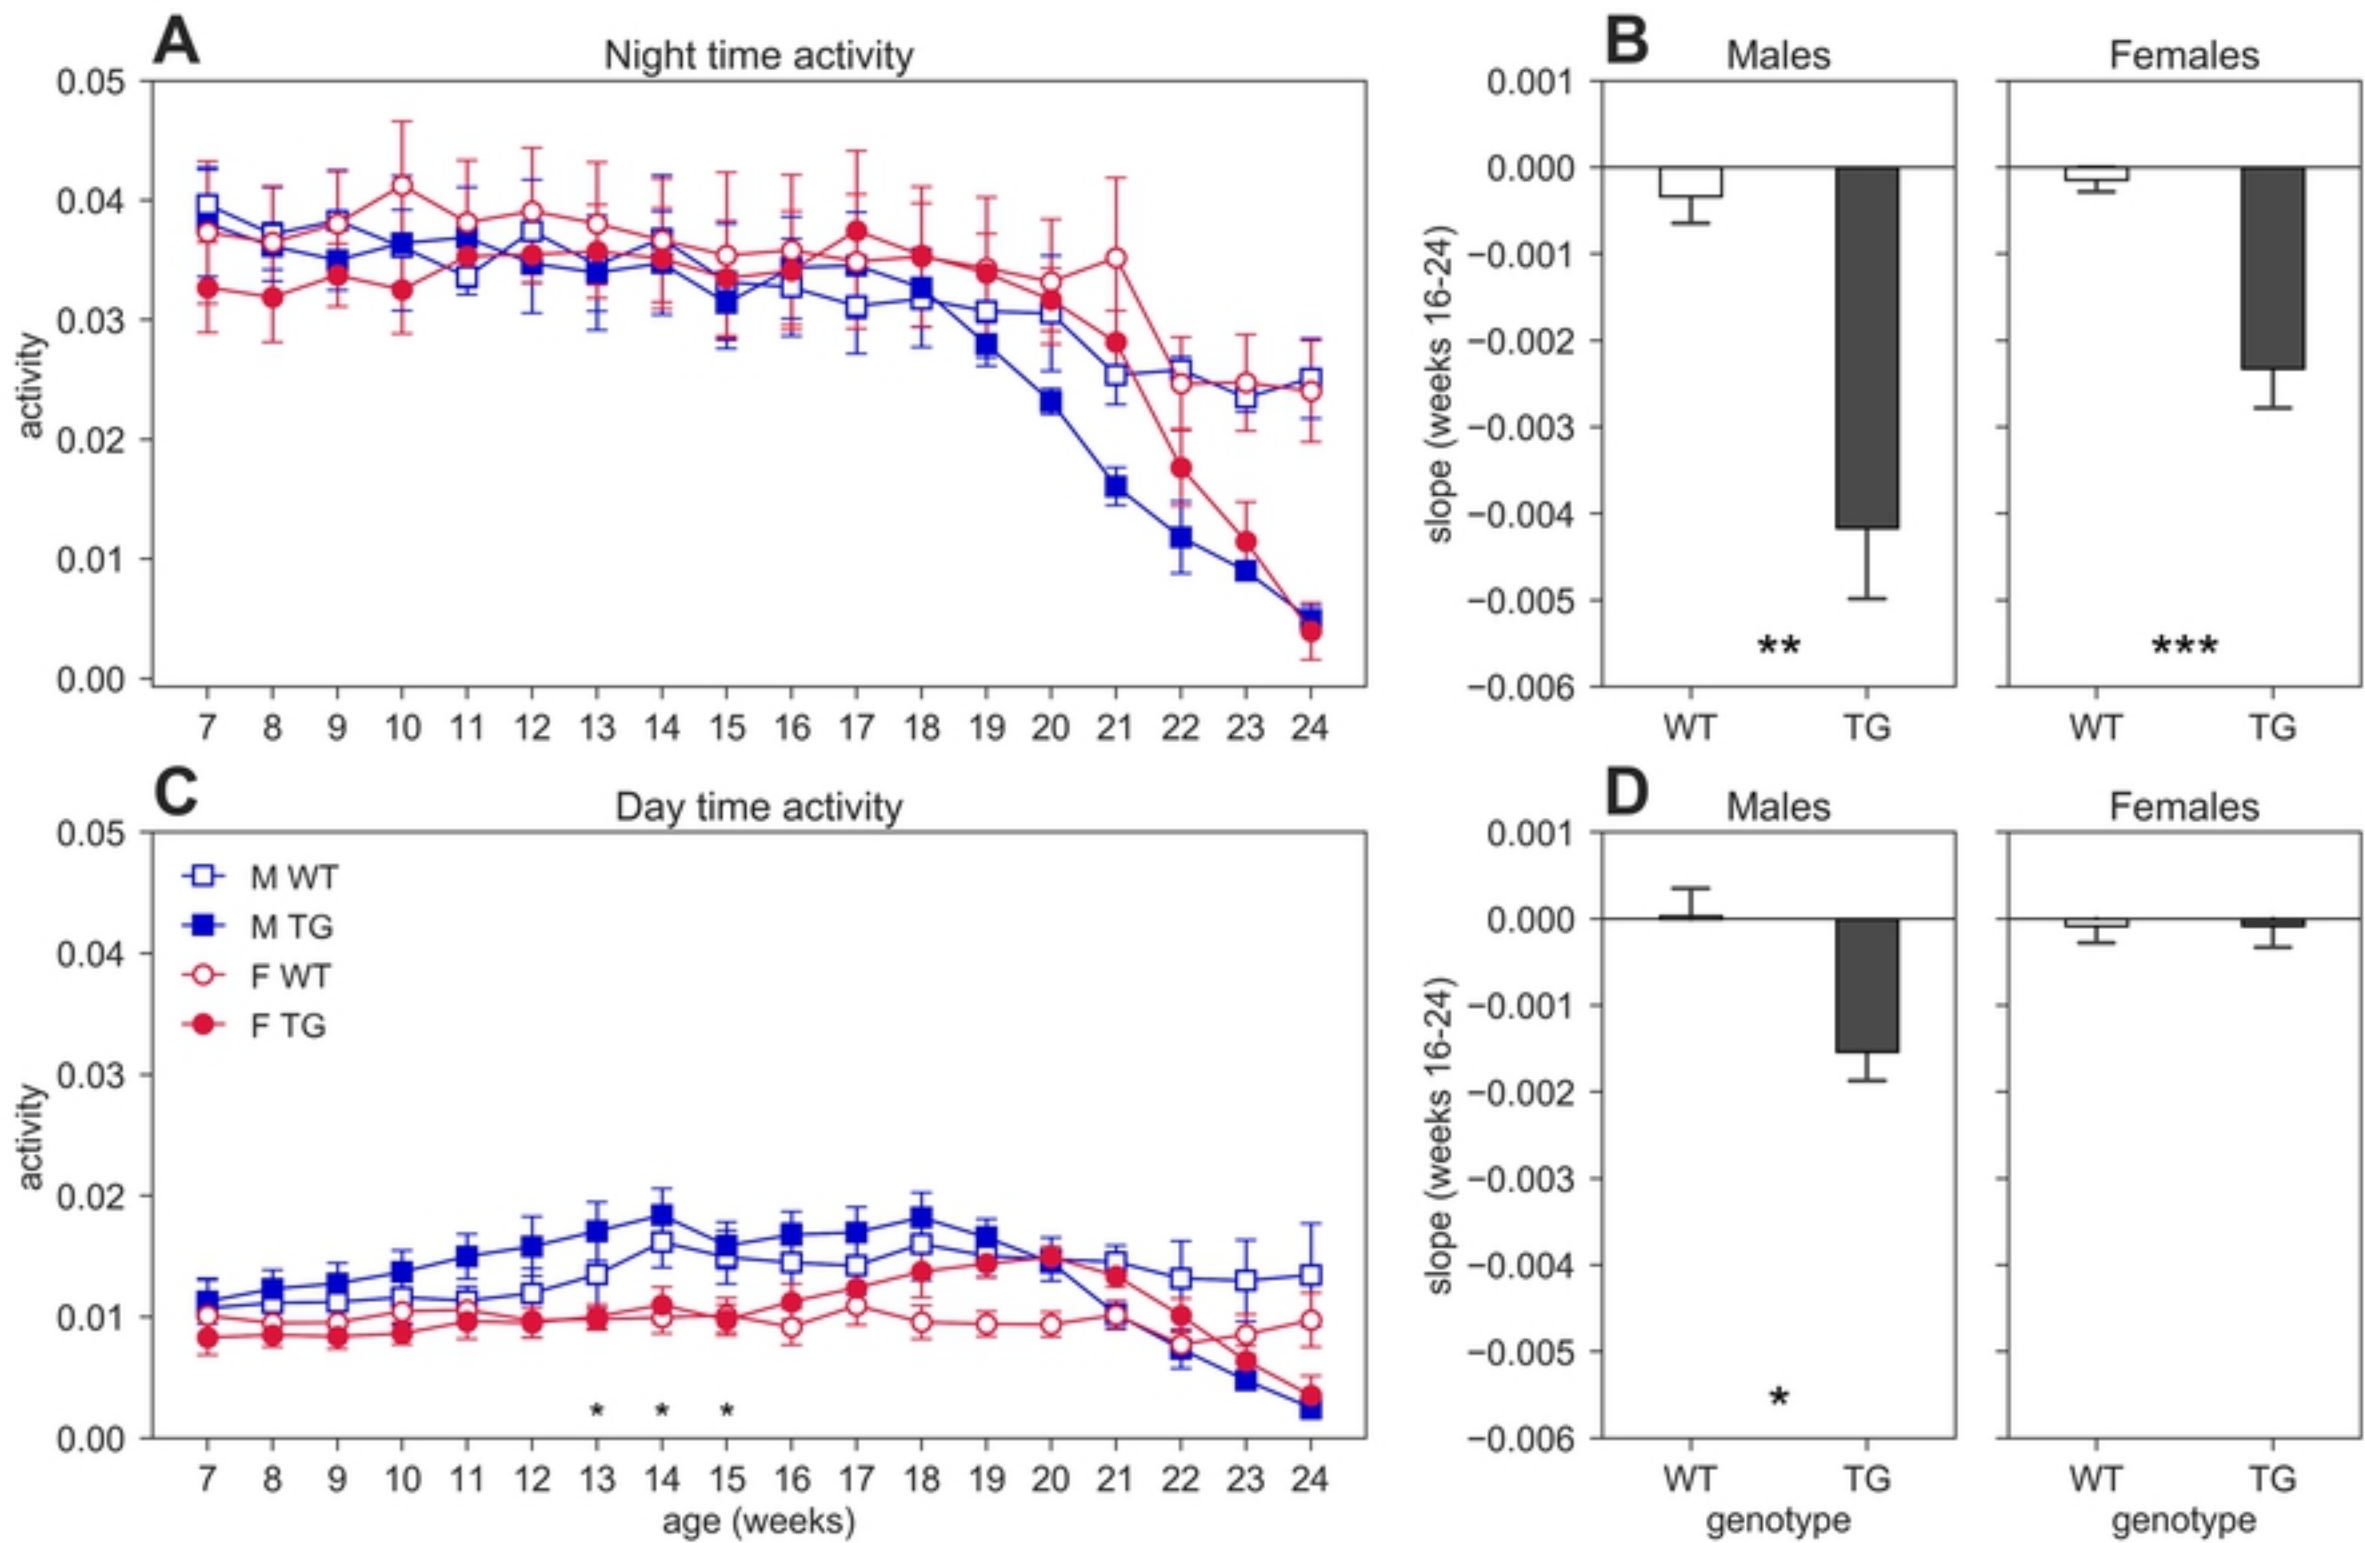 A
Night time activity
0.05
0.04
0.03
0.02
0.01
0.00
activity
7 8 9 10 11 12 13 14 15 16 17 18 19 20 21 22 23 24
B
Males
Females
0.001
0.000
−0.001
−0.002
−0.003
−0.004
−0.005
−0.006
slope (weeks 16-24)
** ***
WT TG WT TG
C
Day time activity
0.05
0.04
0.03
0.02
0.01
0.00
activity
M WT
M TG
F WT
F TG
* * *
7 8 9 10 11 12 13 14 15 16 17 18 19 20 21 22 23 24
age (weeks)
D
Males
Females
0.001
0.000
−0.001
−0.002
−0.003
−0.004
−0.005
−0.006
slope (weeks 16-24)
*
WT TG WT TG
genotype genotype